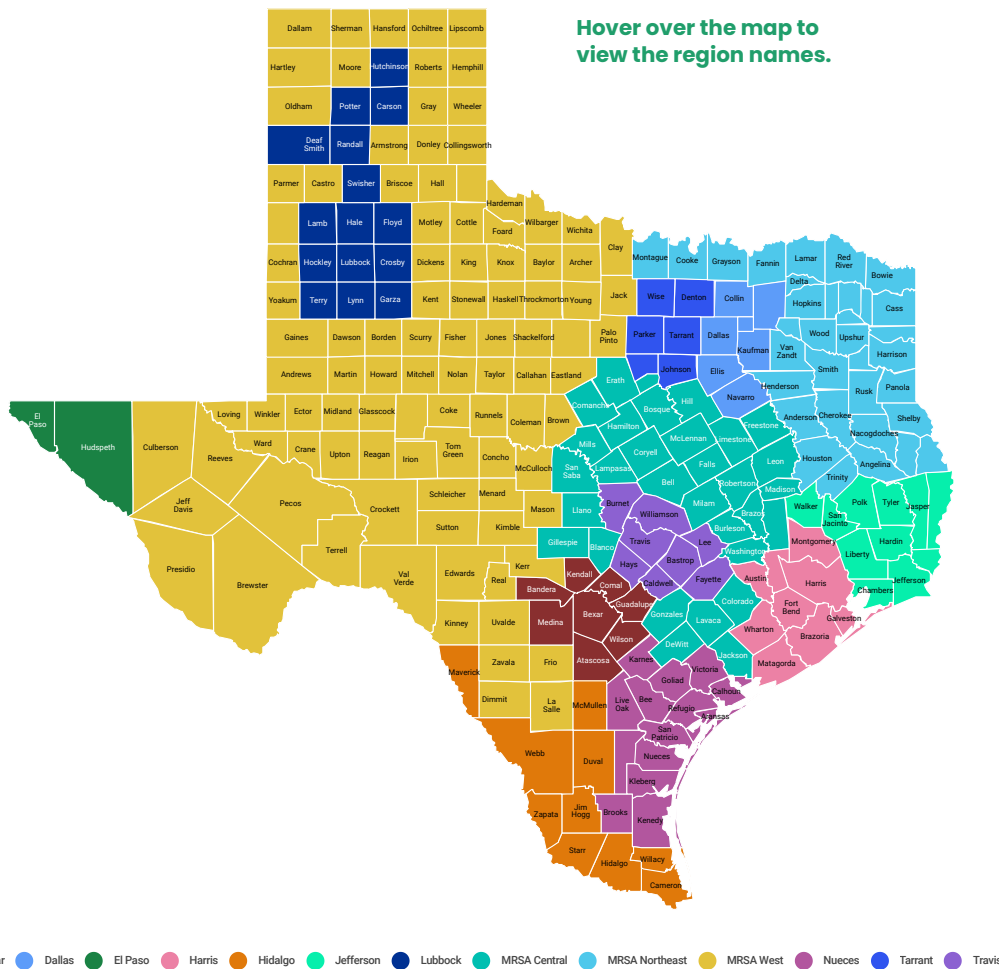 Hover over the map to
view the region names.
Dallam
Sherman
Hansford
Ochiltree
Lipscomb
Hartley
Moore
Hutchinson
Roberts
Hemphill
Oldham
Potter
Carson
Gray
Wheeler
Deaf
Smith
Randall
Armstrong
Donley
Collingsworth
Parmer
Castro
Swisher
Briscoe
Hall
Hardeman
Lamb
Hale
Floyd
Motley
Cottle
Foard
Wilbarger
Wichita
Clay
Montague
Cooke
Grayson
Fannin
Lamar
Red
River
Bowie
Cochran
Hockley
Lubbock
Crosby
Dickens
King
Knox
Baylor
Archer
Delta
Yoakum
Terry
Lynn
Garza
Kent
Stonewall
Haskell
Throckmorton
Young
Jack
Wise
Denton
Collin
Hopkins
Cass
Gaines
Dawson
Borden
Scurry
Fisher
Jones
Shackelford
Palo
Pinto
Parker
Tarrant
Dallas
Kaufman
Van
Zandt
Wood
Upshur
Harrison
Andrews
Martin
Howard
Mitchell
Nolan
Taylor
Callahan
Eastland
Erath
Johnson
Ellis
Navarro
Henderson
Smith
Rusk
Panola
El
Paso
Hudspeth
Culberson
Loving
Winkler
Ector
Midland
Glasscock
Coke
Runnels
Coleman
Brown
Comanche
Bosque
Hill
Hamilton
Freestone
Anderson
Cherokee
Shelby
Nacogdoches
Reeves
Ward
Crane
Upton
Reagan
Irion
Tom
Green
Concho
McCulloch
Mills
San
Saba
Lampasas
Coryell
McLennan
Limestone
Falls
Leon
Houston
Angelina
Trinity
Jeff
Davis
Pecos
Crockett
Schleicher
Menard
Mason
Llano
Burnet
Bell
Milam
Robertson
Madison
Walker
San
Jacinto
Polk
Tyler
Jasper
Sutton
Kimble
Gillespie
Blanco
Williamson
Travis
Lee
Burleson
Brazos
Washington
Montgomery
Liberty
Hardin
Presidio
Brewster
Terrell
Val
Verde
Edwards
Real
Kerr
Kendall
Bandera
Hays
Comal
Caldwell
Bastrop
Fayette
Austin
Harris
Chambers
Jefferson
Kinney
Uvalde
Medina
Bexar
Guadalupe
Gonzales
Colorado
Lavaca
Fort
Bend
Galveston
Wharton
Brazoria
Maverick
Zavala
Frio
Atascosa
Wilson
Karnes
DeWitt
Victoria
Jackson
Matagorda
Dimmit
La
Salle
McMullen
Live
Oak
Bee
Goliad
Refugio
Calhoun
Aransas
Webb
Duval
San
Patricio
Nueces
Kleberg
Zapata
Jim
Hogg
Brooks
Kenedy
Starr
Hidalgo
Willacy
Cameron
r Dallas El Paso Harris Hidalgo Jefferson Lubbock MRSA Central MRSA Northeast MRSA West Nueces Tarrant Travis